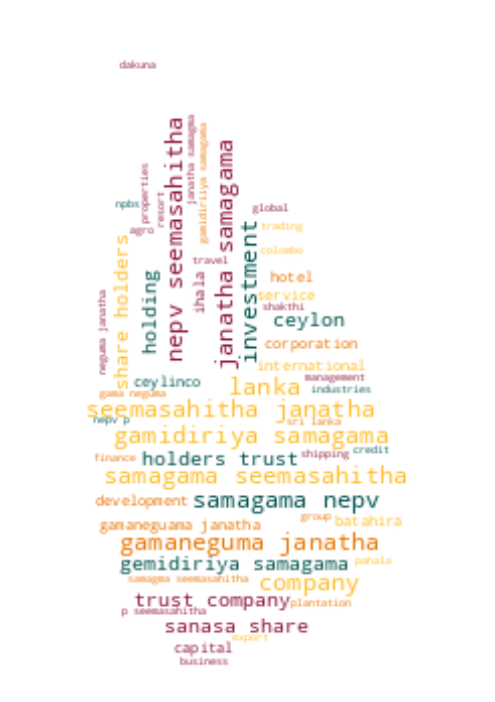 dakuna
nepv seemasahitha
janatha samagma
gamidiriya samagama
janatha samagama
properties
resort
npbs
agro
global
trading
investment
share holders
holding
colombo
travel
ihala
hotel
service
shakthi
neguma janatha
ceylon
corporation
international
management
ceylinco
lanka
industries
gama neguma
seemasahitha janatha
nepv p
sri lanka
gamidiriya samagama
credit
finance
holders trust
shipping
samagama seemasahitha
development
samagama nepv
group
batahira
gamaneguama janatha
gamaneguma janatha
gemidiriya samagama
pahala
samagma seemasahitha
company
trust company
plantation
p seemasahitha
sanasa share
export
capital
business